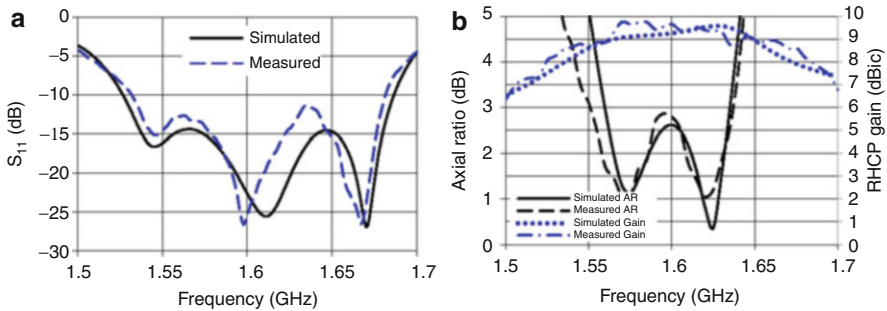 a
0
−5
−10
−15
−20
−25
−30
S11 (dB)
Simulated
Measured
1.5
1.55
1.6
1.65
1.7
Frequency (GHz)
b
5
4
3
2
1
0
Axial ratio (dB)
Simulated AR
Measured AR
Simulated Gain
Measured Gain
10
9
8
7
6
5
4
3
2
1
0
RHCP gain (dBic)
1.5
1.55
1.6
1.65
1.7
Frequency (GHz)